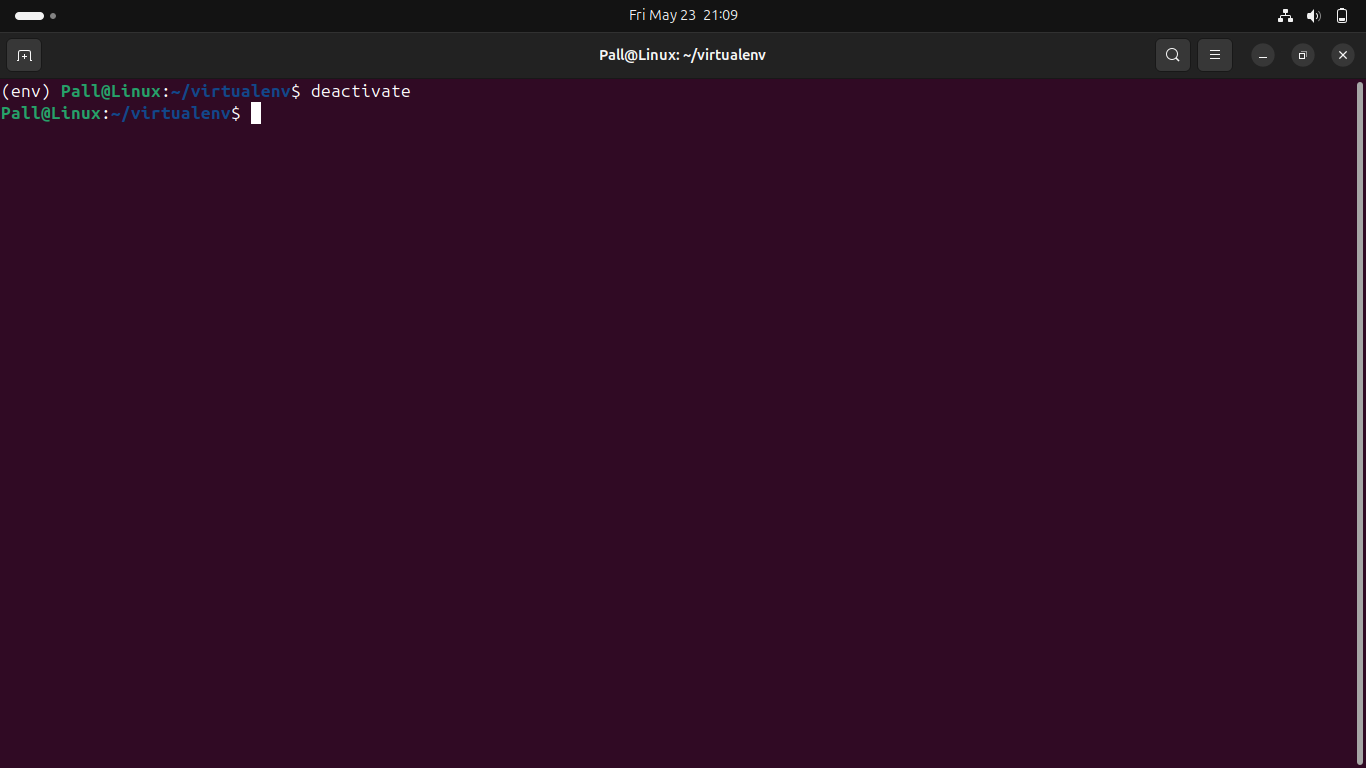 Fri May 23 21:09
Pall@Linux: ~/virtualenv
(env) Pall@Linux:~/virtualenv$ deactivate
Pall@Linux:~/virtualenv$